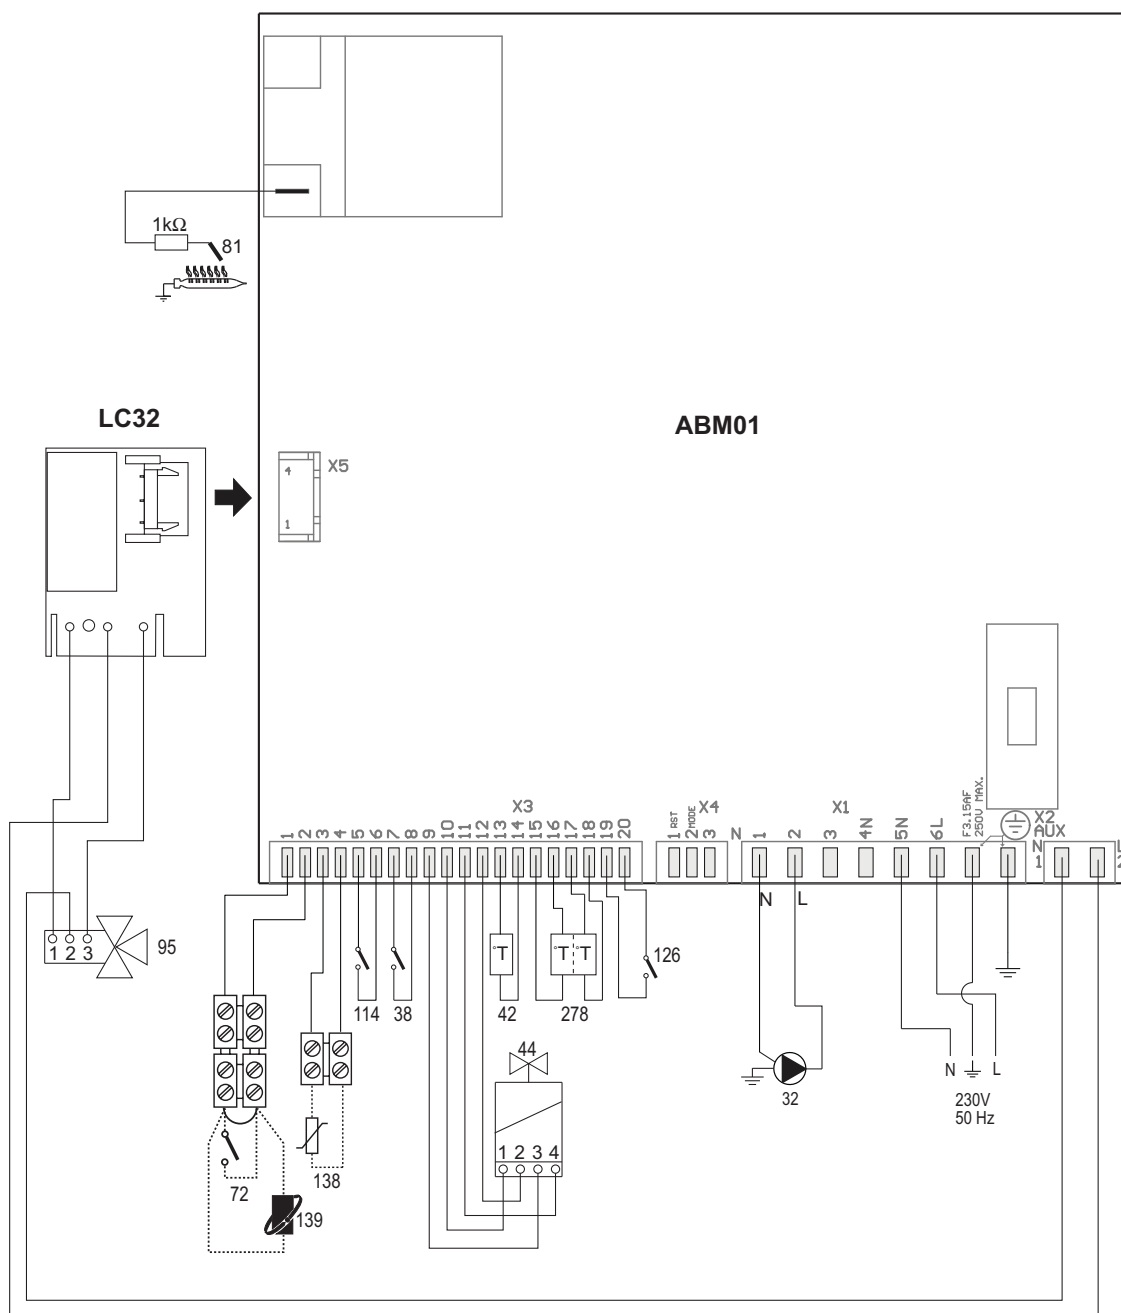 1kΩ
81
LC32
ABM01
X5
4
1
X3
X4
X1
X2
AUX
F3.15AF
250U MAX.
1 2 3 4 5 6 7 8 9 10 11 12 13 14 15 16 17 18 19 20
1 RST
2 MODE
3
N
1 2 3 4N 5N 6L
N
1
L
2
N L
1 2 3
95
126
114 38 42 278
44
N L
230V
50 Hz
32
1 2 3 4
138
72
139